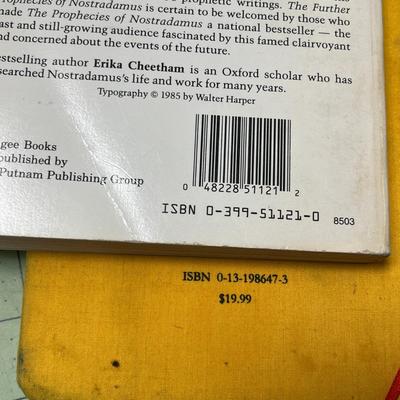 prophetic writings. The Further
Prophecies of Nostradamus is certain to be welcomed by those who
made The Prophecies of Nostradamus a national bestseller — the
ast and still-growing audience fascinated by this famed clairvoyant
nd concerned about the events of the future.
estselling author Erika Cheetham is an Oxford scholar who has
searched Nostradamus's life and work for many years.
Typography © 1985 by Walter Harper
gee Books
published by
Putnam Publishing Group
0 48228 51121 2
ISBN 0-399-51121-0
8503
ISBN 0-13-198647-3
$19.99